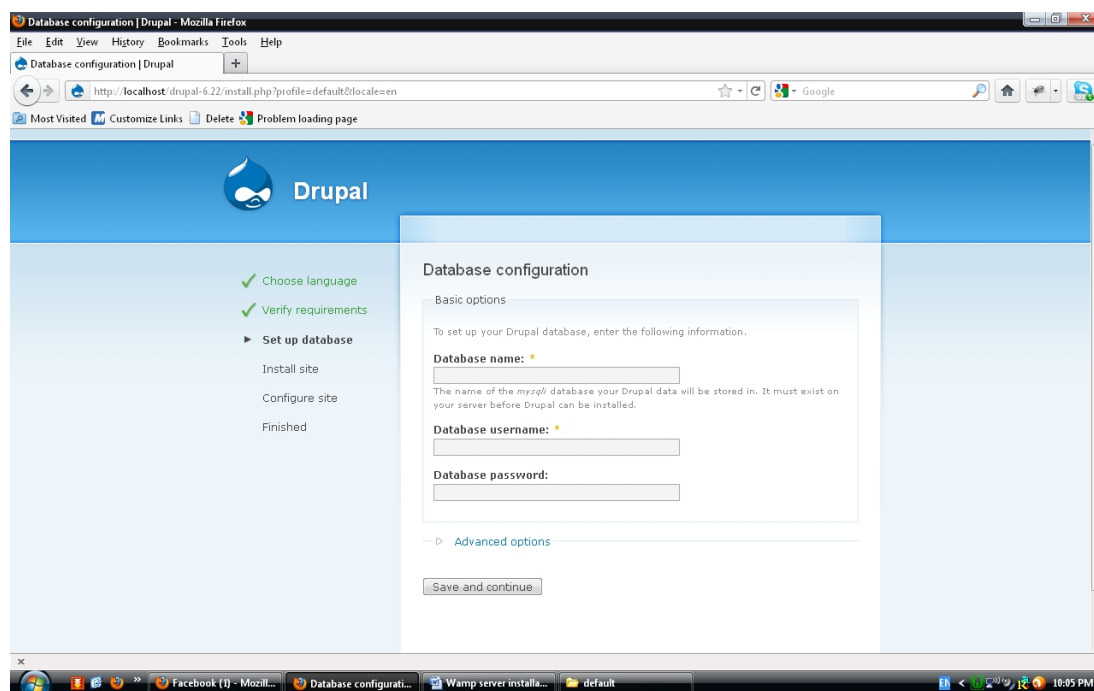 Database configuration | Drupal - Mozilla Firefox
File Edit View History Bookmarks Tools Help
Database configuration | Drupal
http://localhost/drupal-6.22/install.php?profile=default&locale=en
Google
Most Visited Customize Links Delete Problem loading page
Drupal
Choose language
Verify requirements
Set up database
Install site
Configure site
Finished
Database configuration
Basic options
To set up your Drupal database, enter the following information.
Database name: *
The name of the mysqli database your Drupal data will be stored in. It must exist on
your server before Drupal can be installed.
Database username: *
Database password:
Advanced options
Save and continue
Facebook (1) - Mozill... Database configurati... Wamp server installa... default
EN 10:05 PM